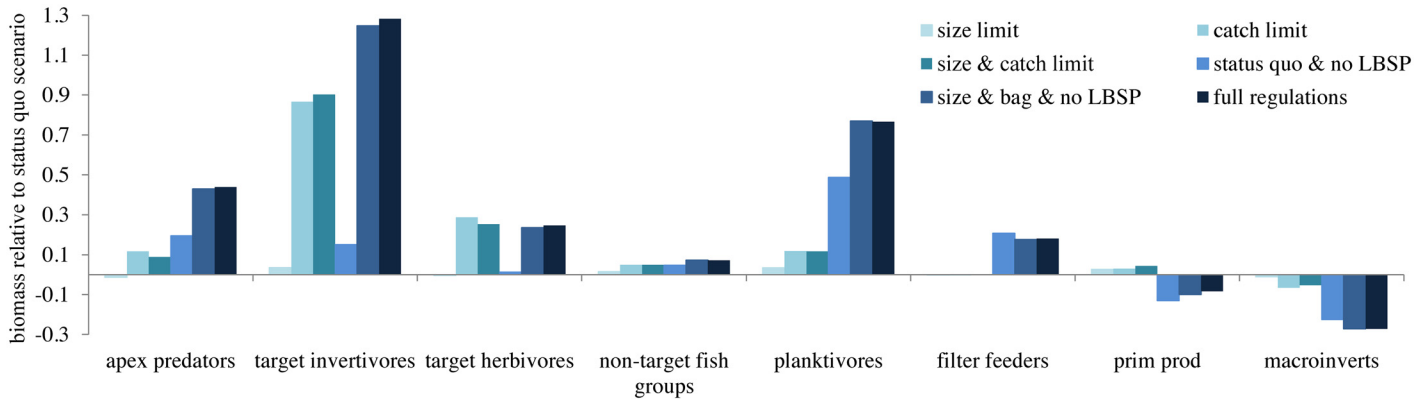 biomass relative to status quo scenario
1.3
1.1
0.9
0.7
0.5
0.3
0.1
-0.1
-0.3
size limit
catch limit
size & catch limit
status quo & no LBSP
size & bag & no LBSP
full regulations
apex predators
target invertivores
target herbivores
non-target fish
groups
planktivores
filter feeders
prim prod
macroinverts